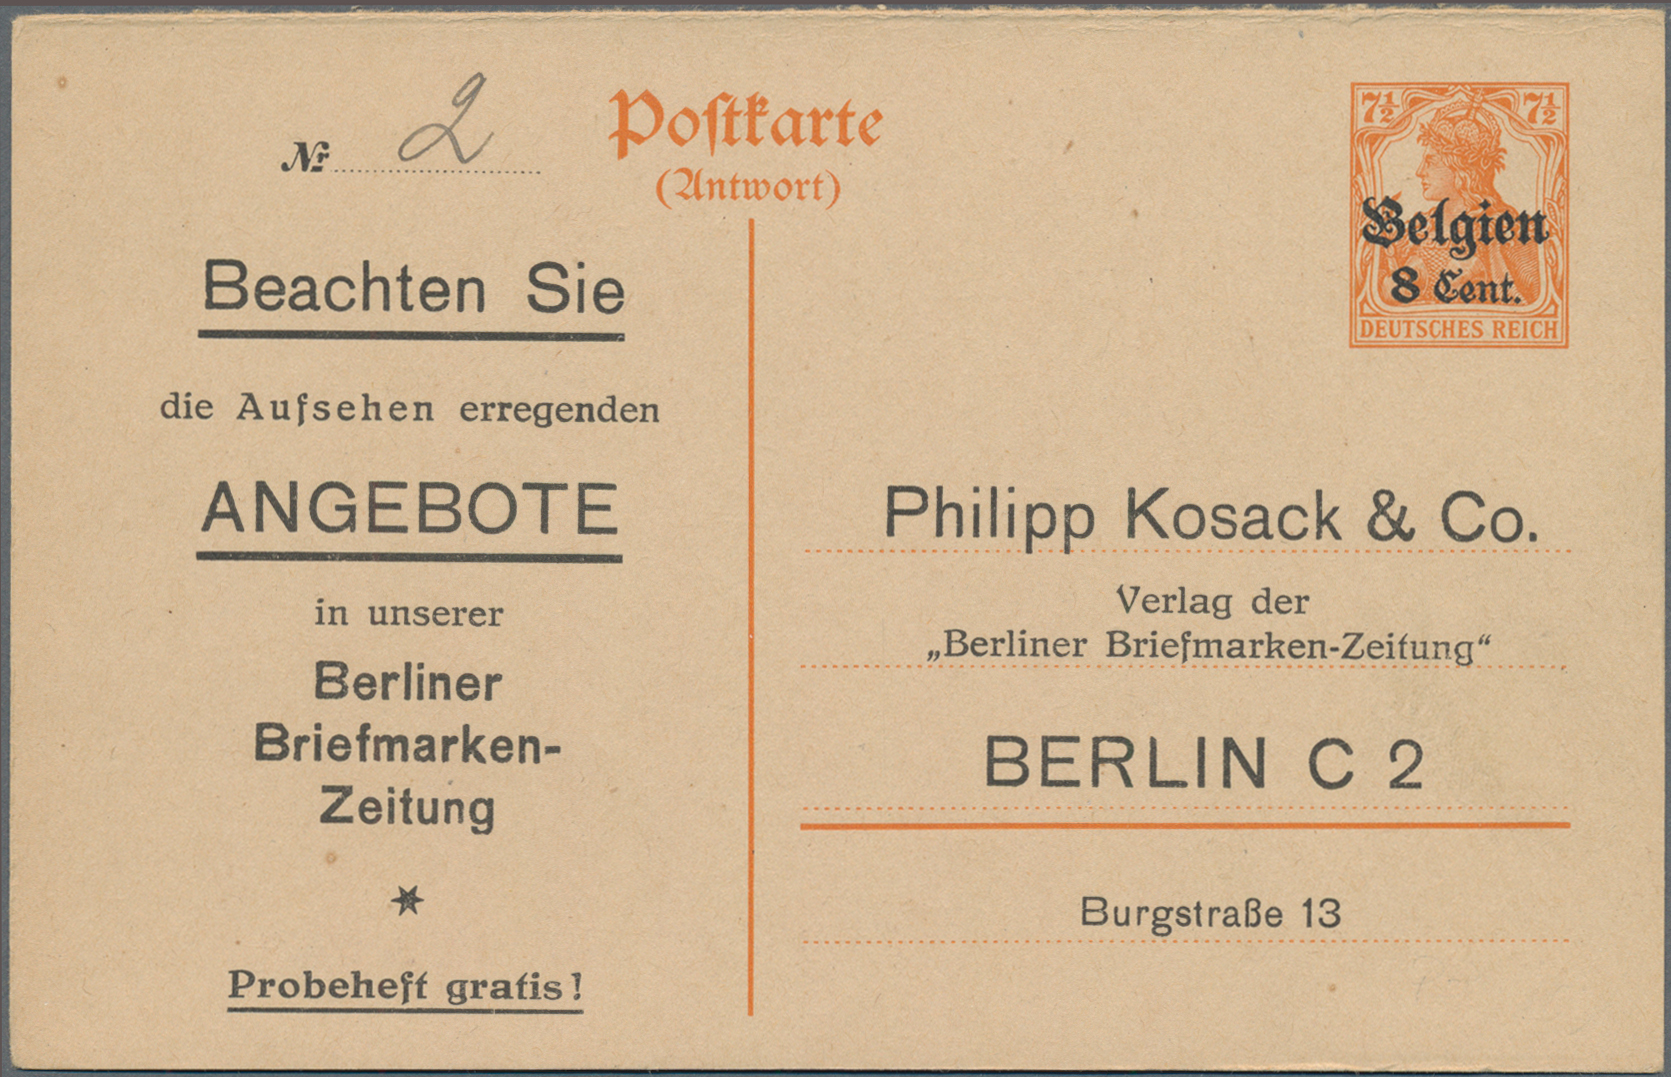 Nr. 2
Postkarte
(Antwort)
7½ 7½
Belgien
8 Cent.
DEUTSCHES REICH
Beachten Sie
die Aufsehen erregenden
ANGEBOTE
in unserer
Berliner
Briefmarken-
Zeitung
Probeheft gratis!
Philipp Kosack & Co.
Verlag der
„Berliner Briefmarken-Zeitung“
BERLIN C 2
Burgstraße 13